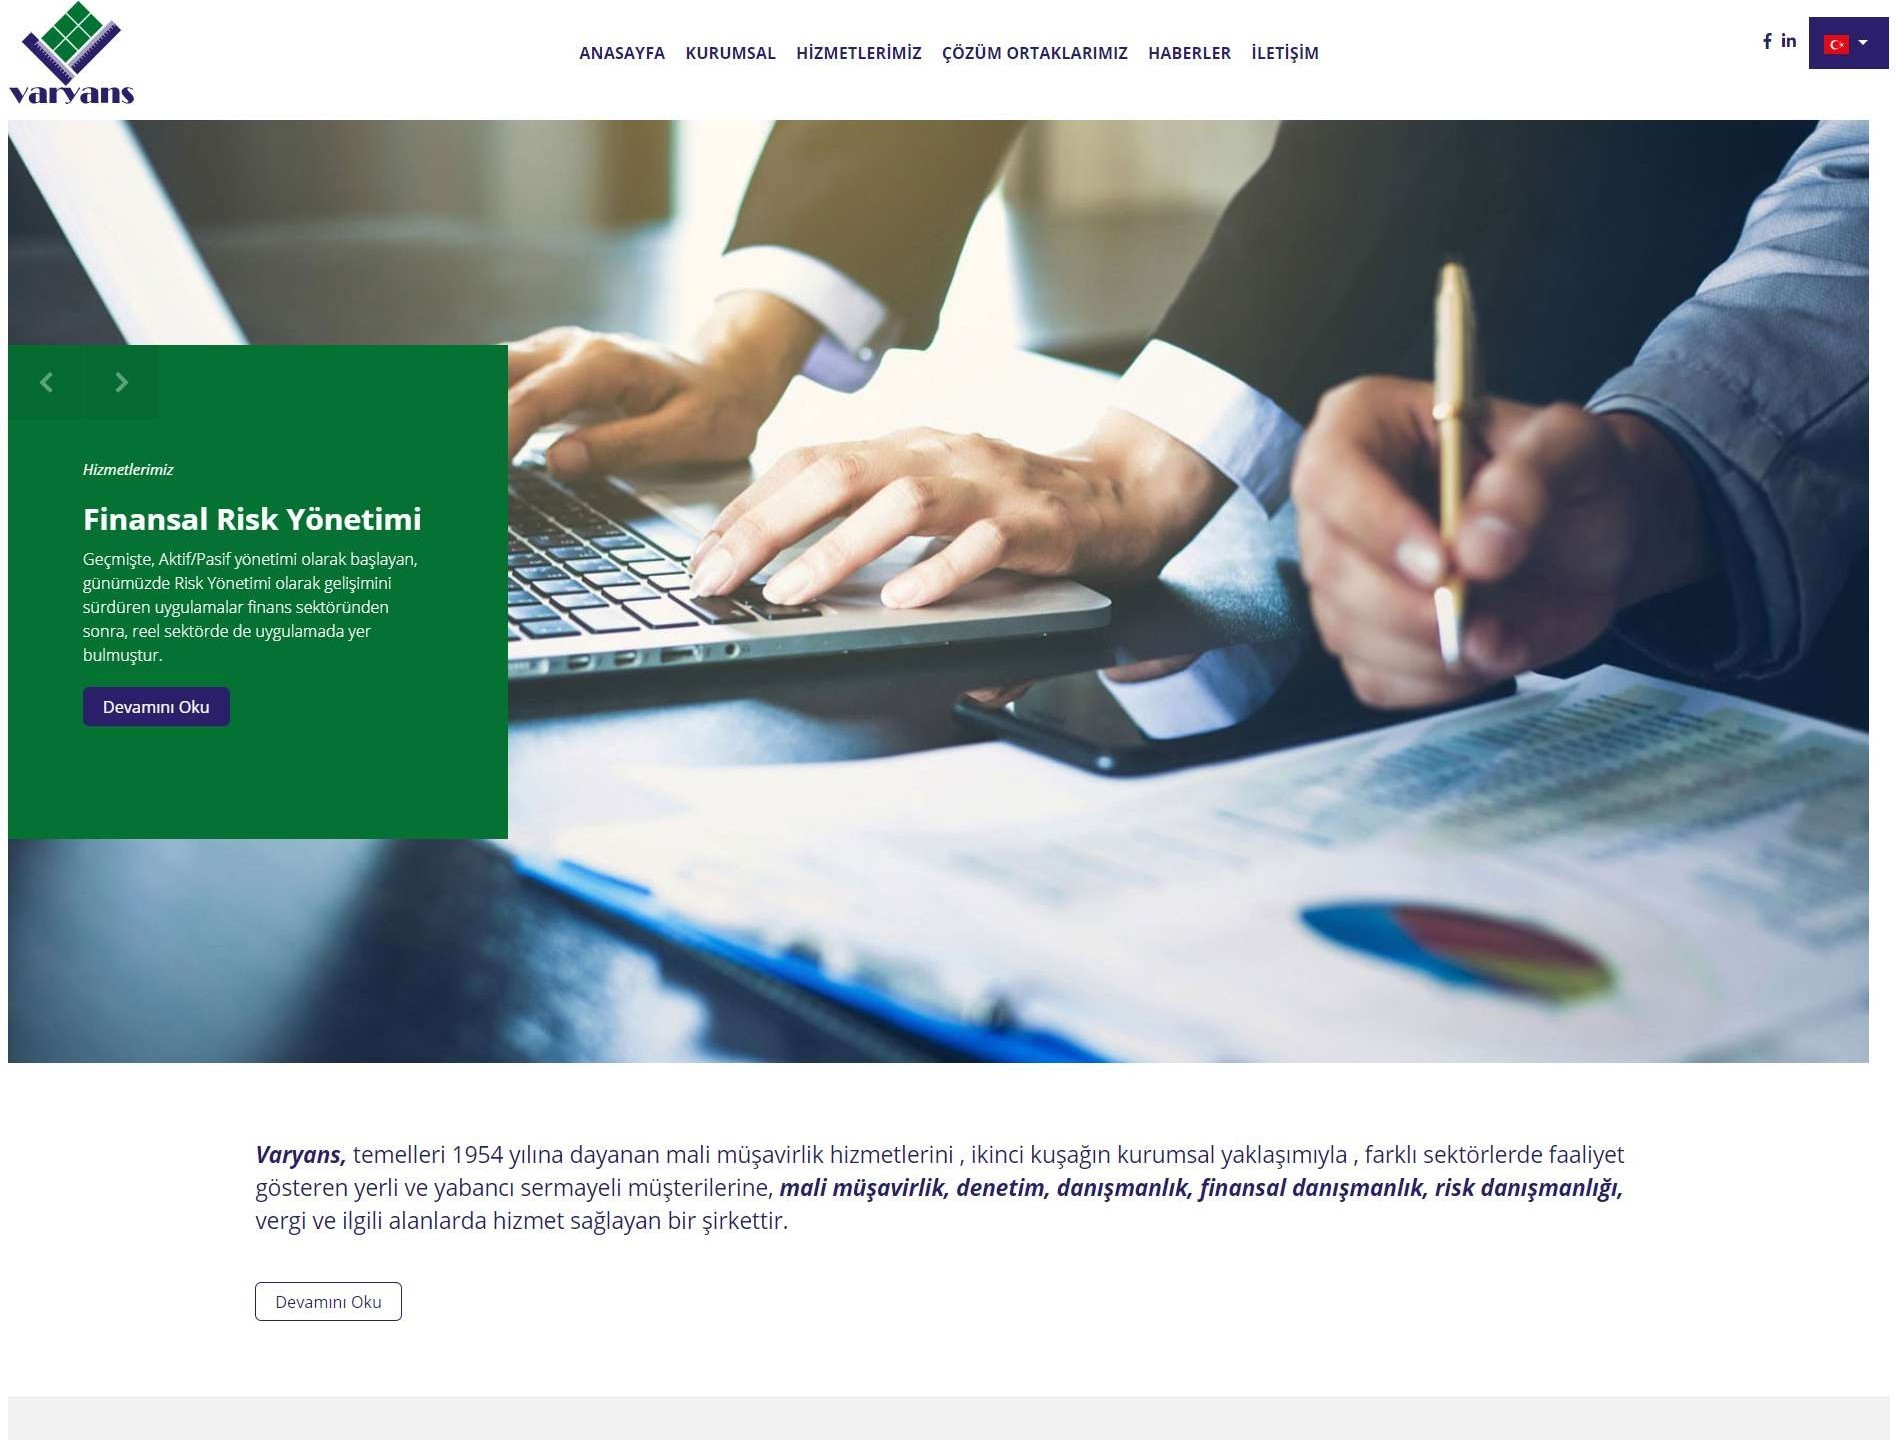 varyans
ANASAYFA KURUMSAL HİZMETLERİMİZ ÇÖZÜM ORTAKLARIMIZ HABERLER İLETİŞİM
Hizmetlerimiz
Finansal Risk Yönetimi
Geçmişte, Aktif/Pasif yönetimi olarak başlayan,
günümüzde Risk Yönetimi olarak gelişimini
sürdüren uygulamalar finans sektöründen
sonra, reel sektörde de uygulamada yer
bulmuştur.
Devamını Oku
Varyans, temelleri 1954 yılına dayanan mali müşavirlik hizmetlerini , ikinci kuşağın kurumsal yaklaşımıyla , farklı sektörlerde faaliyet
gösteren yerli ve yabancı sermayeli müşterilerine, mali müşavirlik, denetim, danışmanlık, finansal danışmanlık, risk danışmanlığı,
vergi ve ilgili alanlarda hizmet sağlayan bir şirkettir.
Devamını Oku